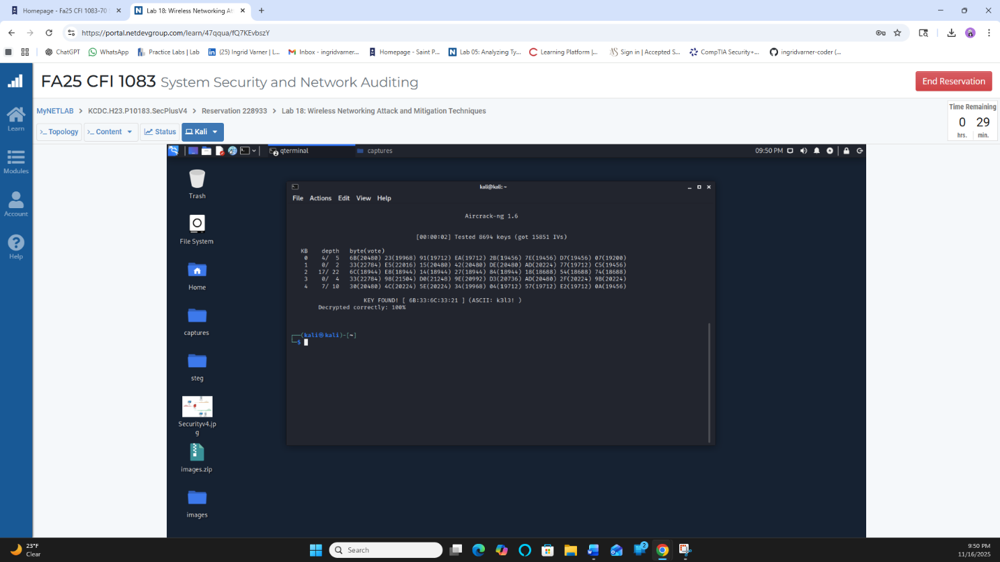 Homepage - Fa25 CFI 1083-70
Lab 18: Wireless Networking At
https://portal.netdevgroup.com/learn/47qqua/fQ7KEvbszY
ChatGPT
WhatsApp
Practice Labs | Lab
(25) Ingrid Varner | L...
Inbox - ingridvarner...
Homepage - Saint P...
Lab 05: Analyzing Ty...
Learning Platform |...
Sign in | Accepted S...
CompTIA Security+...
ingridvarner-coder (...
FA25 CFI 1083 System Security and Network Auditing
End Reservation
MyNETLAB > KCDC.H23.P10183.SecPlusV4 > Reservation 228933 > Lab 18: Wireless Networking Attack and Mitigation Techniques
Time Remaining
0 29
hrs. min.
>_ Topology
>_ Content
Status
Kali
Learn
Modules
Account
Help
qterminal
captures
09:50 PM
Trash
File System
Home
captures
steg
Securityv4.jp
g
images.zip
images
kali@kali: ~
File Actions Edit View Help
Aircrack-ng 1.6
[00:00:02] Tested 8694 keys (got 15851 IVs)
KB depth byte(vote)
0 4/ 5 6B(20480) 23(19968) 91(19712) EA(19712) 2B(19456) 7E(19456) D7(19456) 07(19200)
1 0/ 2 33(22784) E5(22016) 15(20480) 42(20480) DE(20480) AD(20224) 77(19712) C5(19456)
2 17/ 22 6C(18944) E8(18944) 14(18944) 27(18944) 84(18944) 18(18688) 54(18688) 74(18688)
3 0/ 4 33(22784) 98(21504) D0(21248) 9E(20992) D3(20736) AD(20480) 2F(20224) 9B(20224)
4 7/ 10 30(20480) 4C(20224) 5E(20224) 34(19968) 04(19712) 57(19712) E2(19712) 0A(19456)
KEY FOUND! [ 6B:33:6C:33:21 ] (ASCII: k3l3! )
Decrypted correctly: 100%
(kali㉿kali)-[~]
$
23°F
Clear
Search
2
9:50 PM
11/16/2025